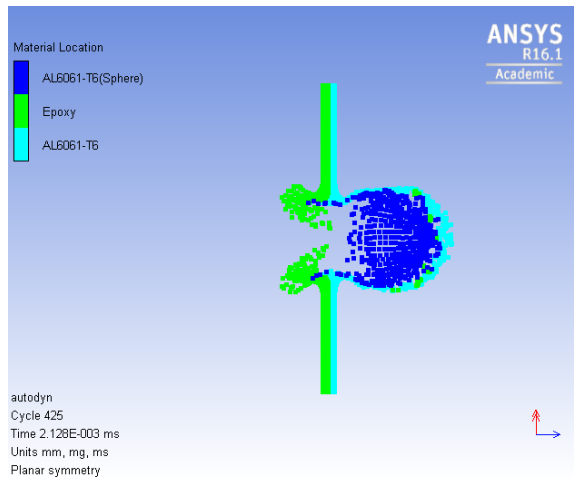 Material Location
AL6061-T6(Sphere)
Epoxy
AL6061-T6
ANSYS
R16.1
Academic
autodyn
Cycle 425
Time 2.128E-003 ms
Units mm, mg, ms
Planar symmetry